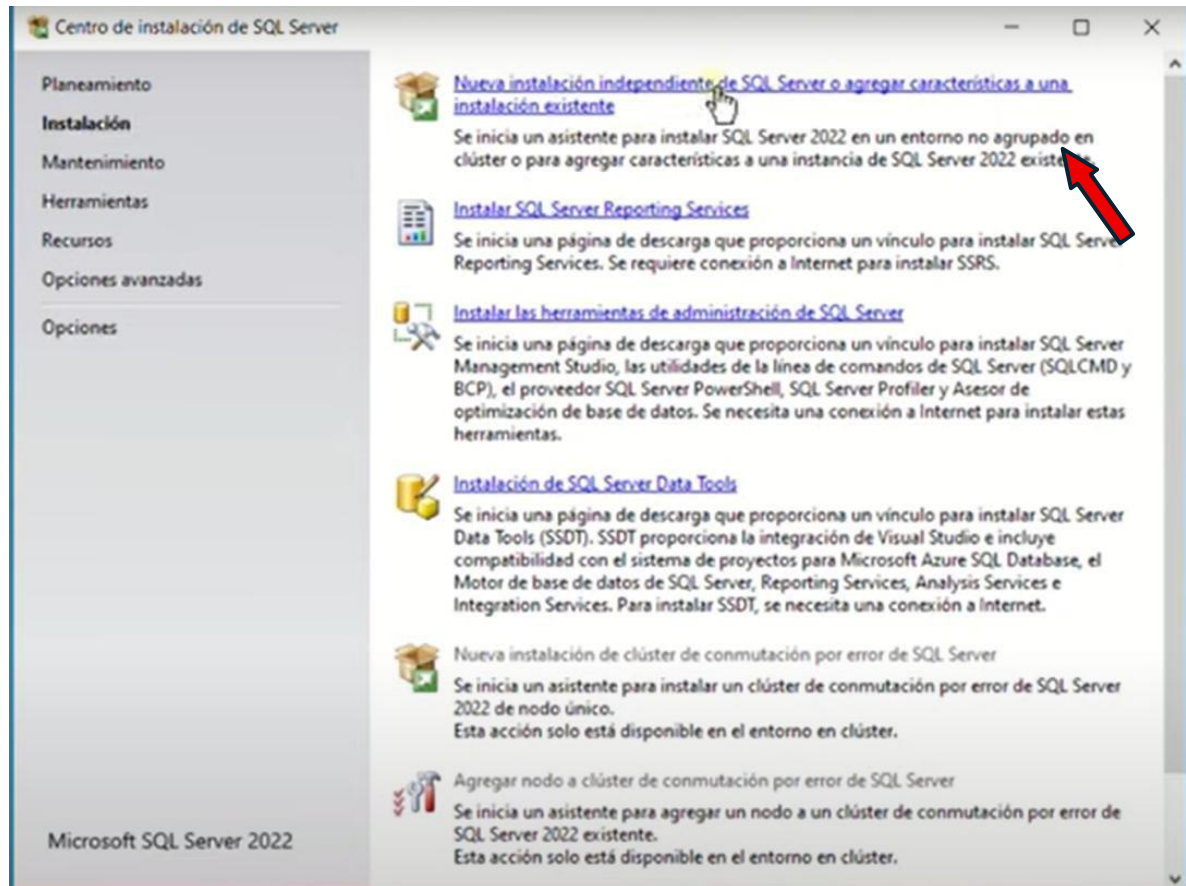 Centro de instalación de SQL Server
Planeamiento
Instalación
Mantenimiento
Herramientas
Recursos
Opciones avanzadas
Opciones
Microsoft SQL Server 2022
Nueva instalación independiente de SQL Server o agregar características a una
instalación existente
Se inicia un asistente para instalar SQL Server 2022 en un entorno no agrupado en
clúster o para agregar características a una instancia de SQL Server 2022 existente.
Instalar SQL Server Reporting Services
Se inicia una página de descarga que proporciona un vínculo para instalar SQL Server
Reporting Services. Se requiere conexión a Internet para instalar SSRS.
Instalar las herramientas de administración de SQL Server
Se inicia una página de descarga que proporciona un vínculo para instalar SQL Server
Management Studio, las utilidades de la línea de comandos de SQL Server (SQLCMD y
BCP), el proveedor SQL Server PowerShell, SQL Server Profiler y Asesor de
optimización de base de datos. Se necesita una conexión a Internet para instalar estas
herramientas.
Instalación de SQL Server Data Tools
Se inicia una página de descarga que proporciona un vínculo para instalar SQL Server
Data Tools (SSDT). SSDT proporciona la integración de Visual Studio e incluye
compatibilidad con el sistema de proyectos para Microsoft Azure SQL Database, el
Motor de base de datos de SQL Server, Reporting Services, Analysis Services e
Integration Services. Para instalar SSDT, se necesita una conexión a Internet.
Nueva instalación de clúster de conmutación por error de SQL Server
Se inicia un asistente para instalar un clúster de conmutación por error de SQL Server
2022 de nodo único.
Esta acción solo está disponible en el entorno en clúster.
Agregar nodo a clúster de conmutación por error de SQL Server
Se inicia un asistente para agregar un nodo a un clúster de conmutación por error de
SQL Server 2022 existente.
Esta acción solo está disponible en el entorno en clúster.